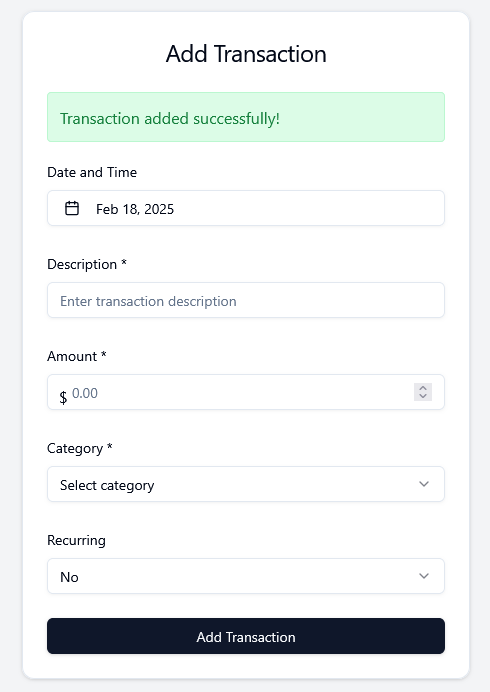 Add Transaction
Transaction added successfully!
Date and Time
Feb 18, 2025
Description *
Enter transaction description
Amount *
$ 0.00
Category *
Select category
Recurring
No
Add Transaction